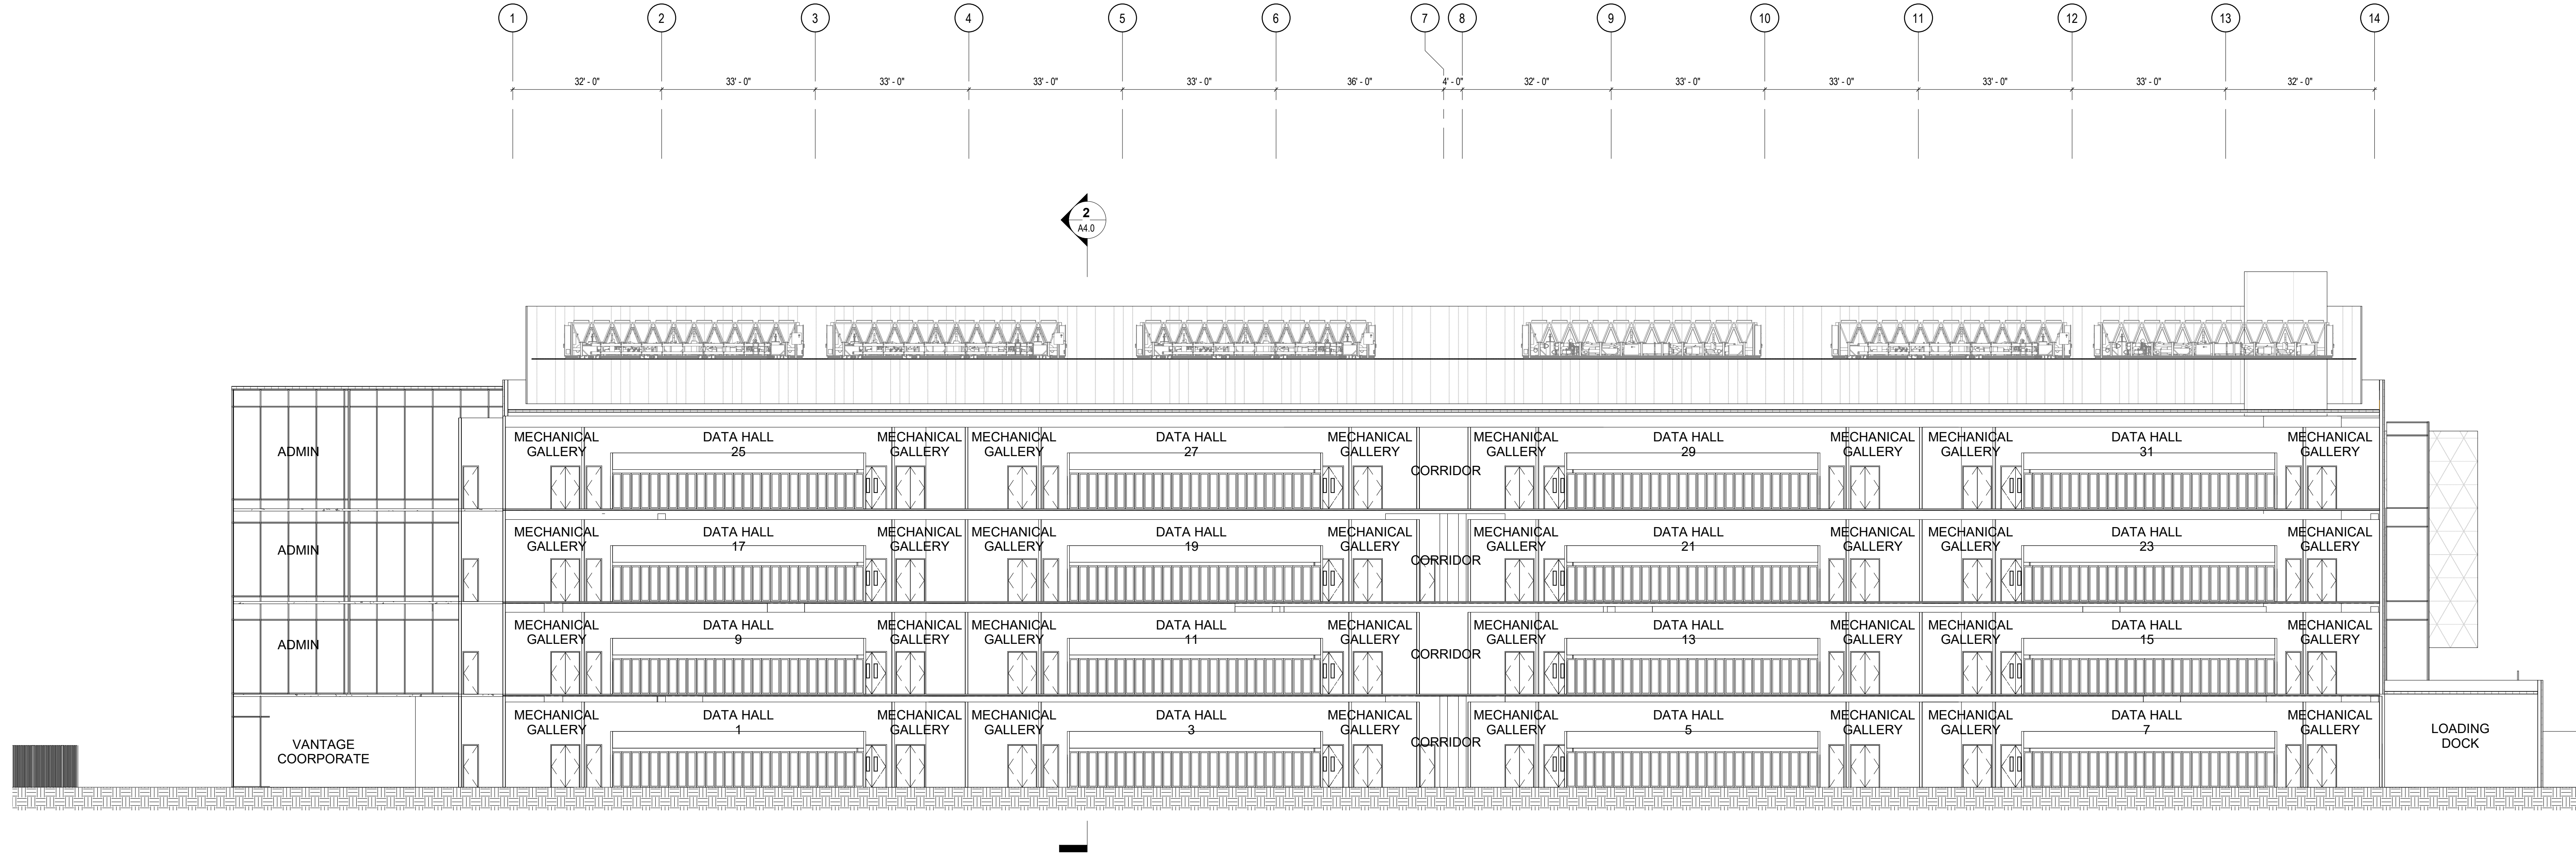 1 2 3 4 5 6 7 8 9 10 11 12 13 14
32' - 0" 33' - 0" 33' - 0" 33' - 0" 33' - 0" 36' - 0" 4' - 0" 32' - 0" 33' - 0" 33' - 0" 33' - 0" 33' - 0" 32' - 0"
2
A4.0
MECHANICAL DATA HALL MECHANICAL MECHANICAL DATA HALL MECHANICAL MECHANICAL DATA HALL MECHANICAL MECHANICAL DATA HALL MECHANICAL
ADMIN GALLERY 25 GALLERY GALLERY 27 GALLERY GALLERY 29 GALLERY GALLERY 31 GALLERY
CORRIDOR
MECHANICAL DATA HALL MECHANICAL MECHANICAL DATA HALL MECHANICAL MECHANICAL DATA HALL MECHANICAL MECHANICAL DATA HALL MECHANICAL
ADMIN GALLERY 17 GALLERY GALLERY 19 GALLERY GALLERY 21 GALLERY GALLERY 23 GALLERY
CORRIDOR
MECHANICAL DATA HALL MECHANICAL MECHANICAL DATA HALL MECHANICAL MECHANICAL DATA HALL MECHANICAL MECHANICAL DATA HALL MECHANICAL
ADMIN GALLERY 9 GALLERY GALLERY 11 GALLERY GALLERY 13 GALLERY GALLERY 15 GALLERY
CORRIDOR
MECHANICAL DATA HALL MECHANICAL MECHANICAL DATA HALL MECHANICAL MECHANICAL DATA HALL MECHANICAL MECHANICAL DATA HALL MECHANICAL
GALLERY 1 GALLERY GALLERY 3 GALLERY GALLERY 5 GALLERY GALLERY 7 GALLERY
VANTAGE CORRIDOR LOADING
COORPORATE DOCK